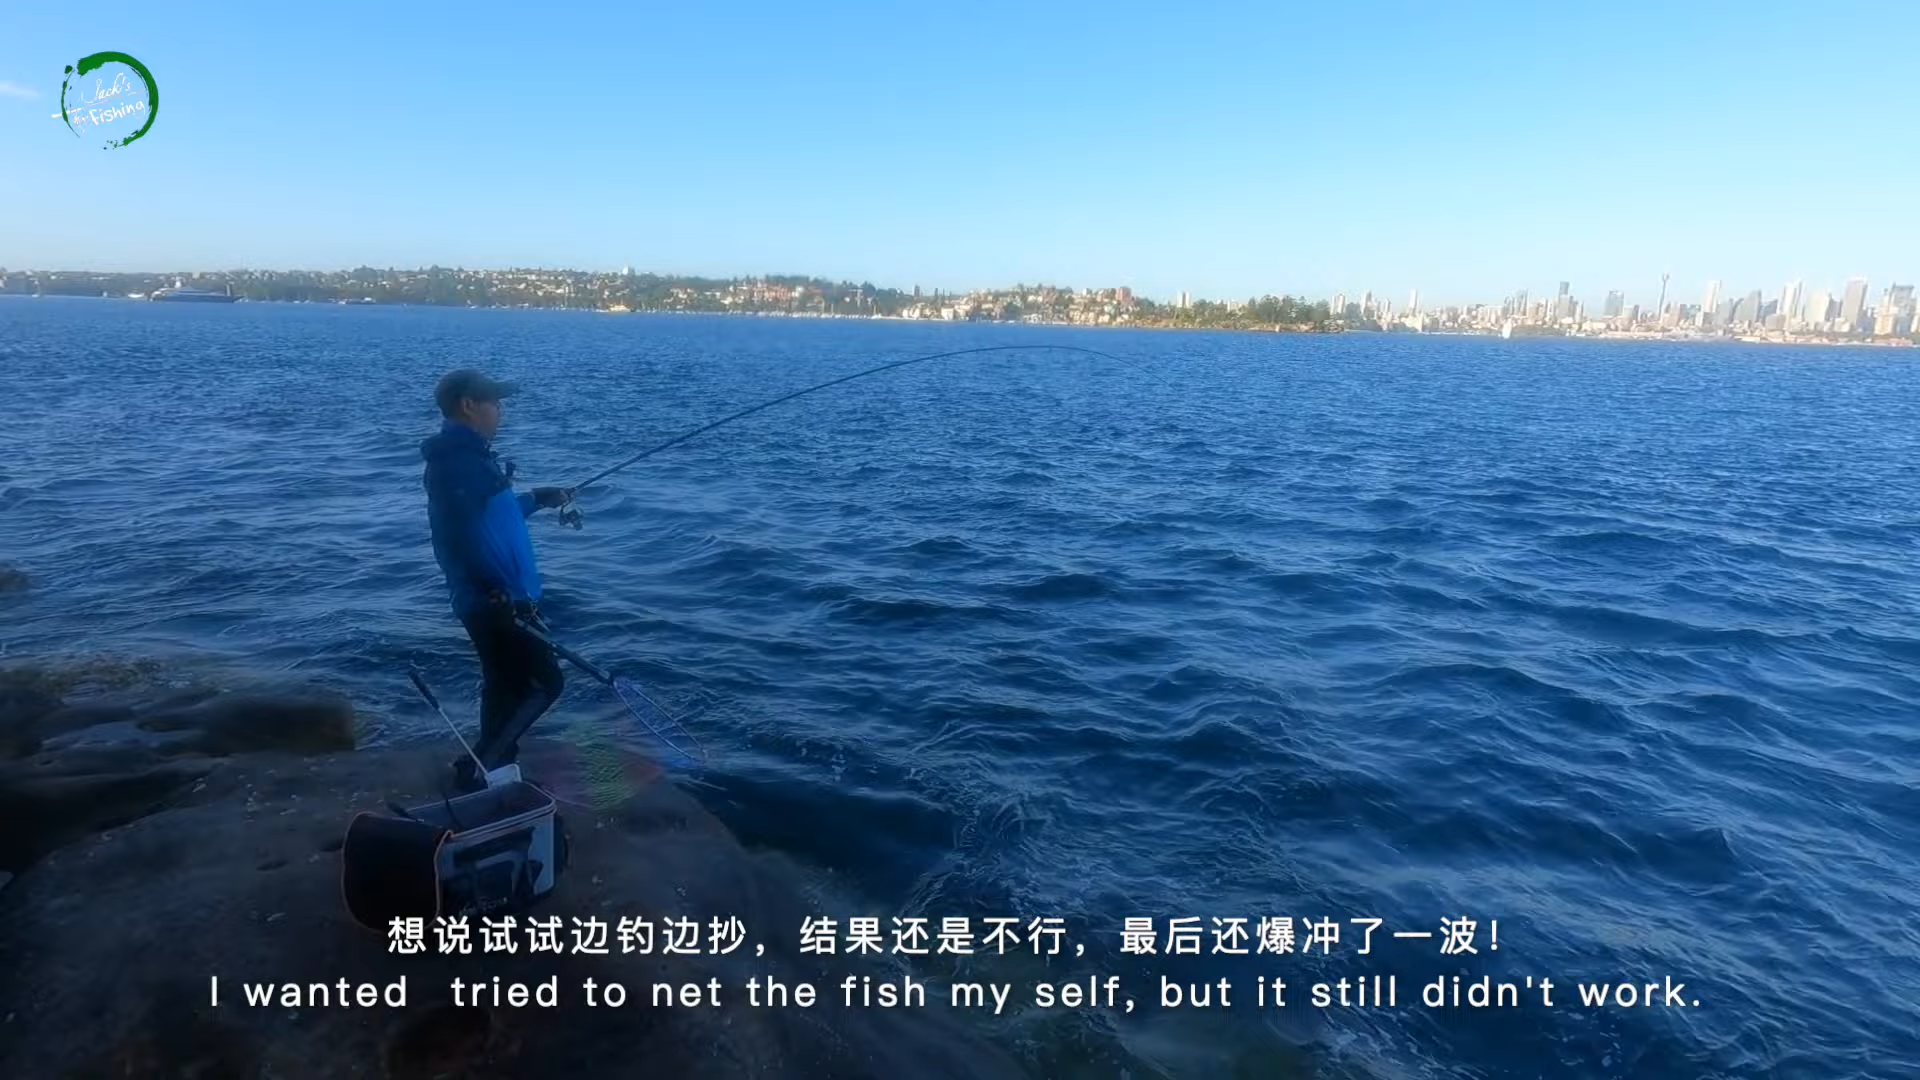 Jack's
Fishing
想说试试边钓边抄，结果还是不行，最后还爆冲了一波！
I wanted  tried to net the fish my self, but it still didn't work.